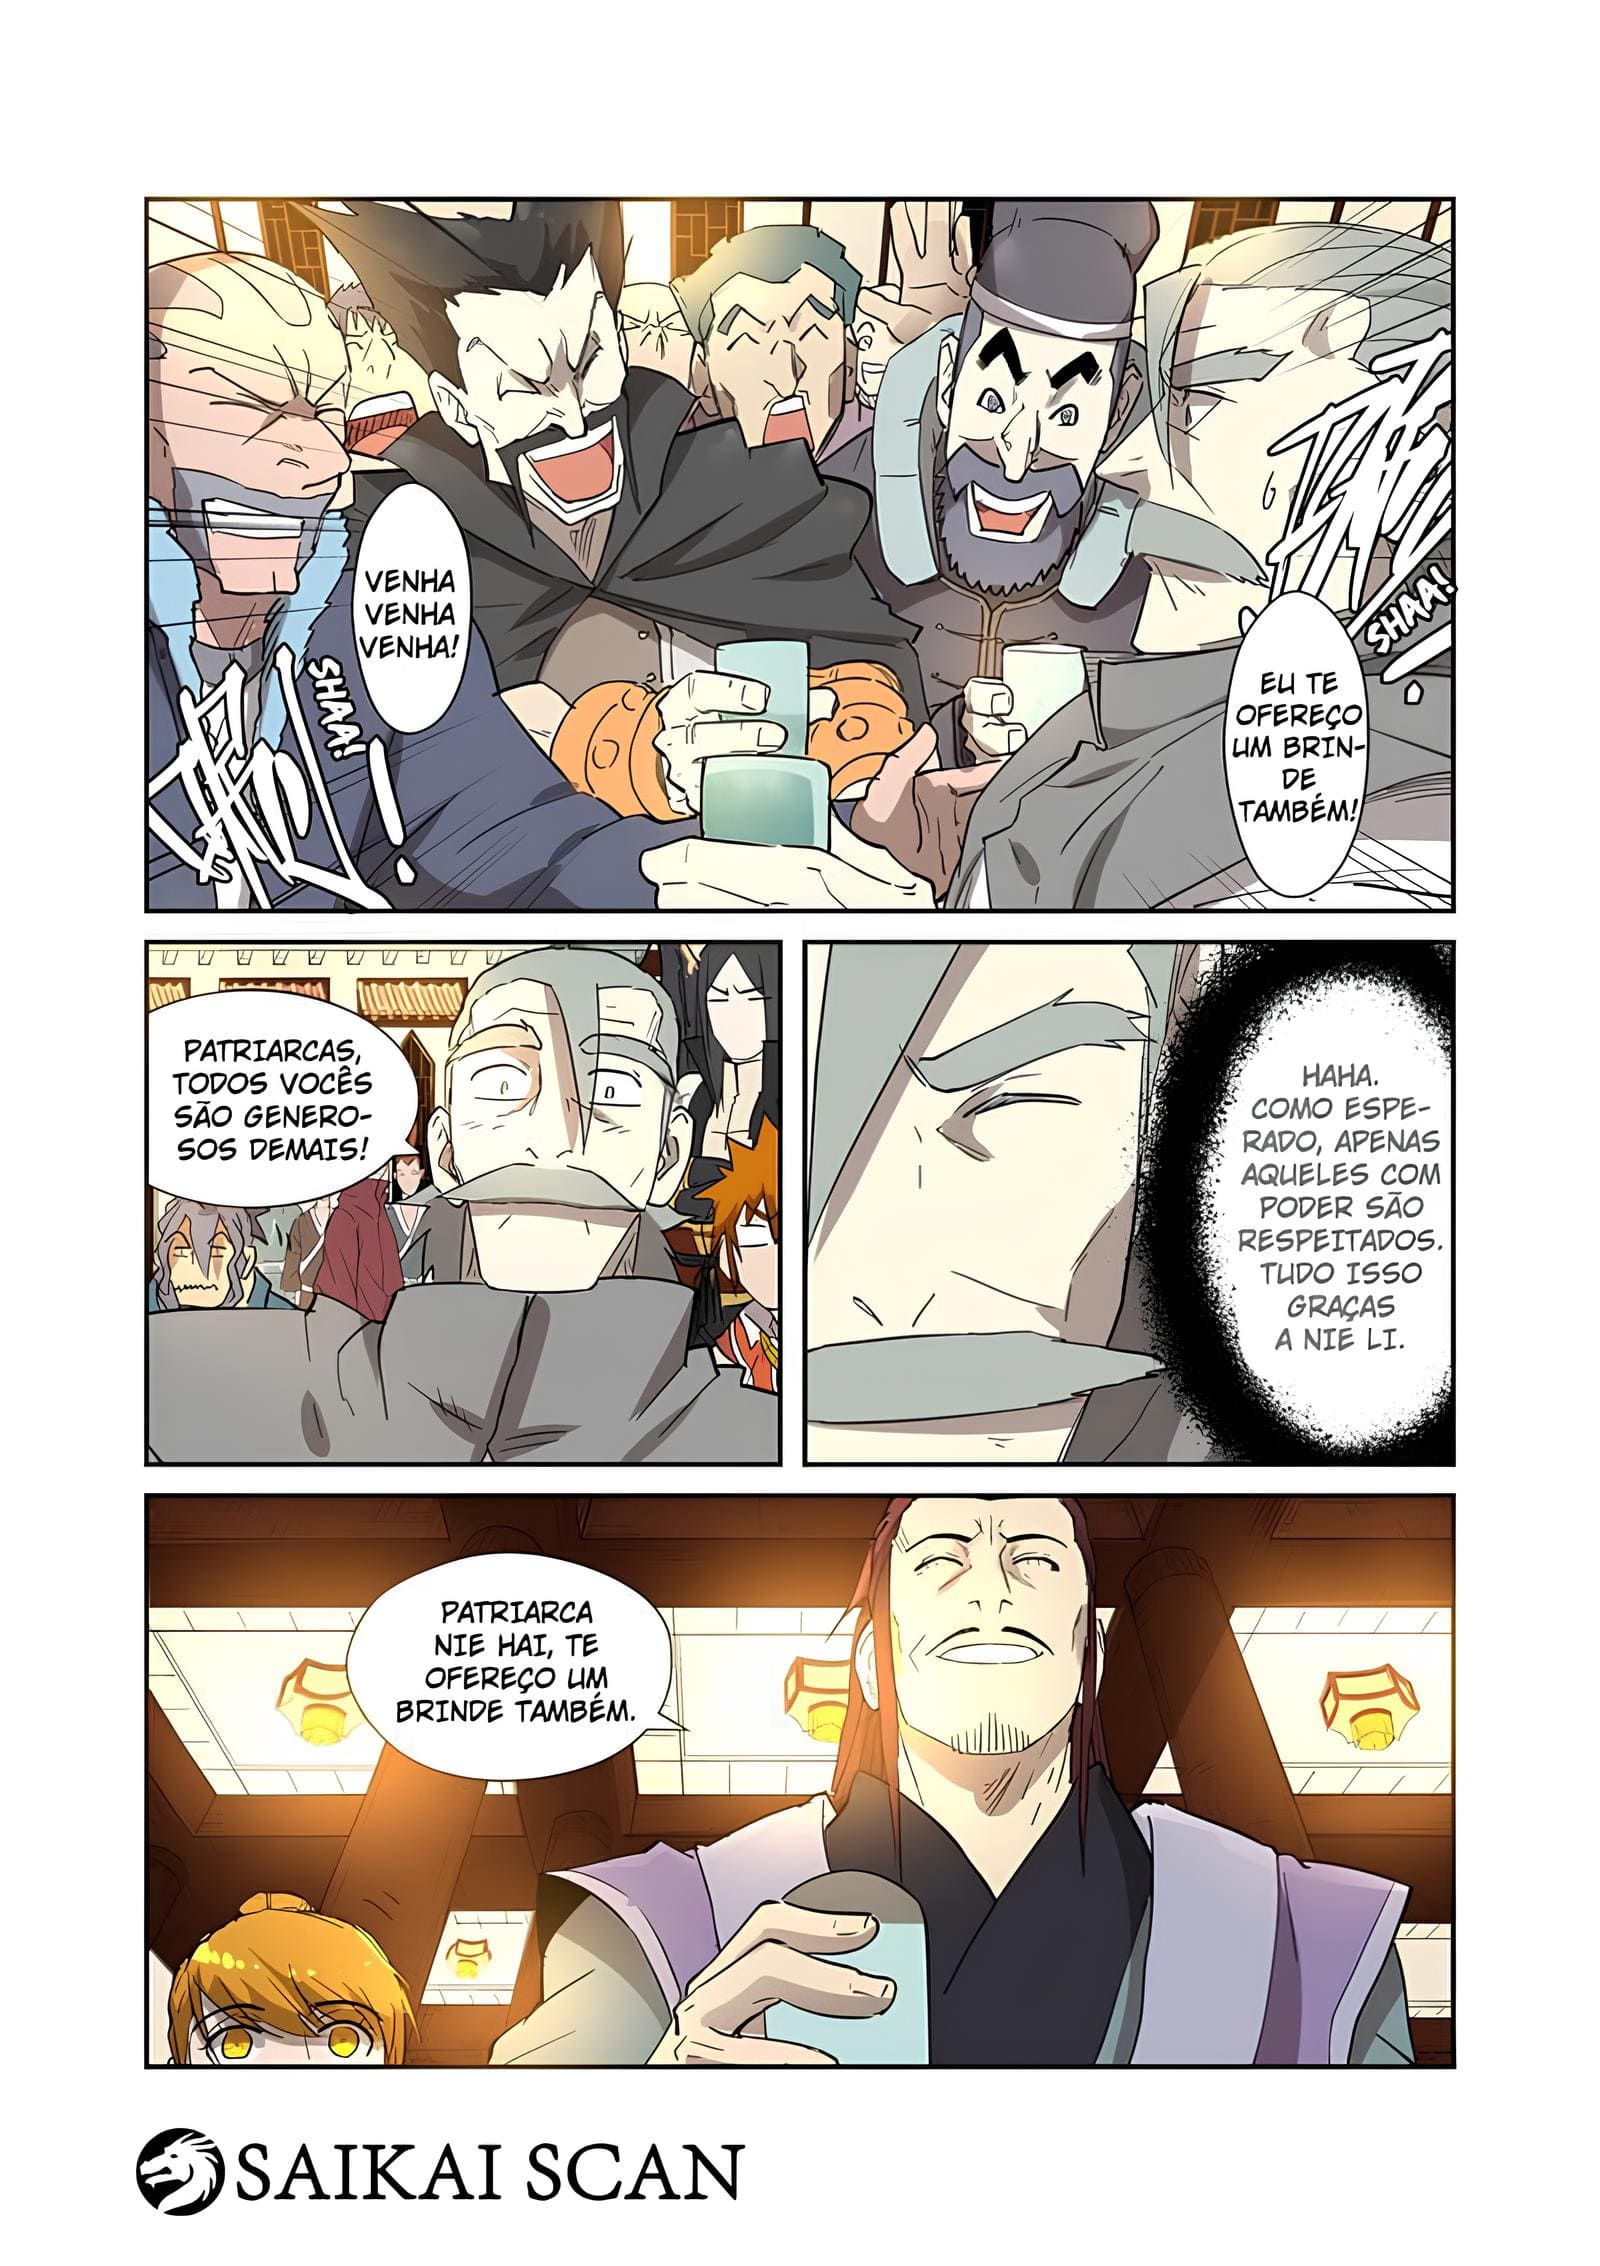 VENHA
VENHA
VENHA!
SHAA!
SHAA!
EU TE
OFEREÇO
UM BRIN-
DE
TAMBÉM!
PATRIARCAS,
TODOS VOCÊS
SÃO GENERO-
SOS DEMAIS!
HAHA.
COMO ESPE-
RADO, APENAS
AQUELES COM
PODER SÃO
RESPEITADOS.
TUDO ISSO
GRAÇAS
A NIE LI.
PATRIARCA
NIE HAI, TE
OFEREÇO UM
BRINDE TAMBÉM.
SAIKAI SCAN